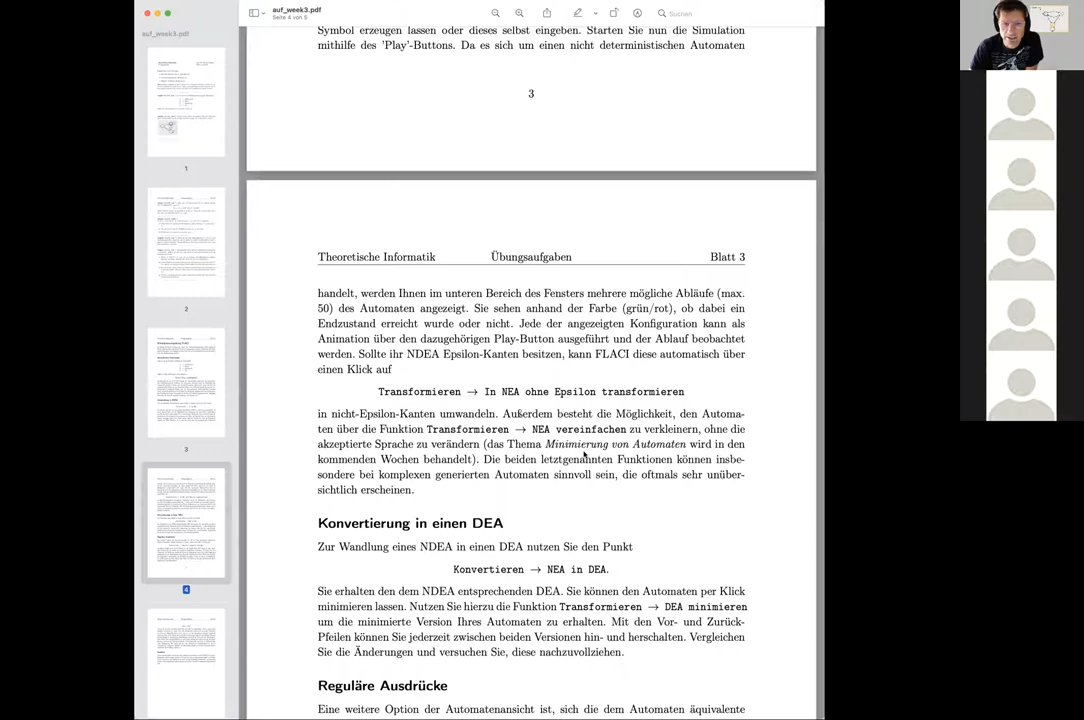 auf_week3.pdf
Seite 4 von 5
Suchen
auf_week3.pdf
1
2
3
4
Symbol erzeugen lassen oder dieses selbst eingeben. Starten Sie nun die Simulation
mithilfe des 'Play'-Buttons. Da es sich um einen nicht deterministischen Automaten
3
Theoretische Informatik Übungsaufgaben Blatt 3
handelt, werden Ihnen im unteren Bereich des Fensters mehrere mögliche Abläufe (max.
50) des Automaten angezeigt. Sie sehen anhand der Farbe (grün/rot), ob dabei ein
Endzustand erreicht wurde oder nicht. Jede der angezeigten Konfiguration kann als
Animation über den dazugehörigen Play-Button ausgeführt und der Ablauf beobachtet
werden. Sollte ihr NDEA Epsilon-Kanten besitzen, kann FLACI diese automatisch über
einen Klick auf
Transformieren → In NEA ohne Epsilon transformieren
in nicht-Epsilon-Kanten umwandeln. Außerdem besteht die Möglichkeit, den Automa-
ten über die Funktion Transformieren → NEA vereinfachen zu verkleinern, ohne die
akzeptierte Sprache zu verändern (das Thema Minimierung von Automaten wird in den
kommenden Wochen behandelt). Die beiden letztgenannten Funktionen können insbe-
sondere bei komplexen generierten Automaten sinnvoll sein, die oftmals sehr unüber-
sichtlich erscheinen.
Konvertierung in einen DEA
eines NDEA in einen DEA nutzen Sie den Punkt
Konvertieren → NEA in DEA.
Sie erhalten den dem NDEA entsprechenden DEA. Sie können den Automaten per Klick
minimieren lassen. Nutzen Sie hierzu die Funktion Transformieren → DEA minimieren
um die minimierte Version Ihres Automaten zu erhalten. Mit den Vor- und Zurück-
Pfeilen können Sie jederzeit zwischen beiden Versionen hin- und herschalten. Vergleichen
Sie die Änderungen und versuchen Sie, diese nachzuvollziehen.
Reguläre Ausdrücke
Eine weitere Option der Automatenansicht ist, sich die dem Automaten äquivalente